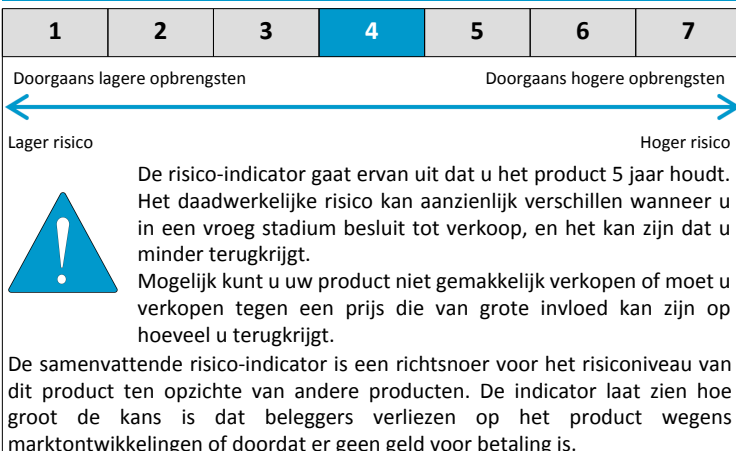 1 2 3 4 5 6 7
Doorgaans lagere opbrengsten Doorgaans hogere opbrengsten
Lager risico Hoger risico
De risico-indicator gaat ervan uit dat u het product 5 jaar houdt.
Het daadwerkelijke risico kan aanzienlijk verschillen wanneer u
in een vroeg stadium besluit tot verkoop, en het kan zijn dat u
minder terugkrijgt.
Mogelijk kunt u uw product niet gemakkelijk verkopen of moet u
verkopen tegen een prijs die van grote invloed kan zijn op
hoeveel u terugkrijgt.
De samenvattende risico-indicator is een richtsnoer voor het risiconiveau van
dit product ten opzichte van andere producten. De indicator laat zien hoe
groot de kans is dat beleggers verliezen op het product wegens
marktontwikkelingen of doordat er geen geld voor betaling is.